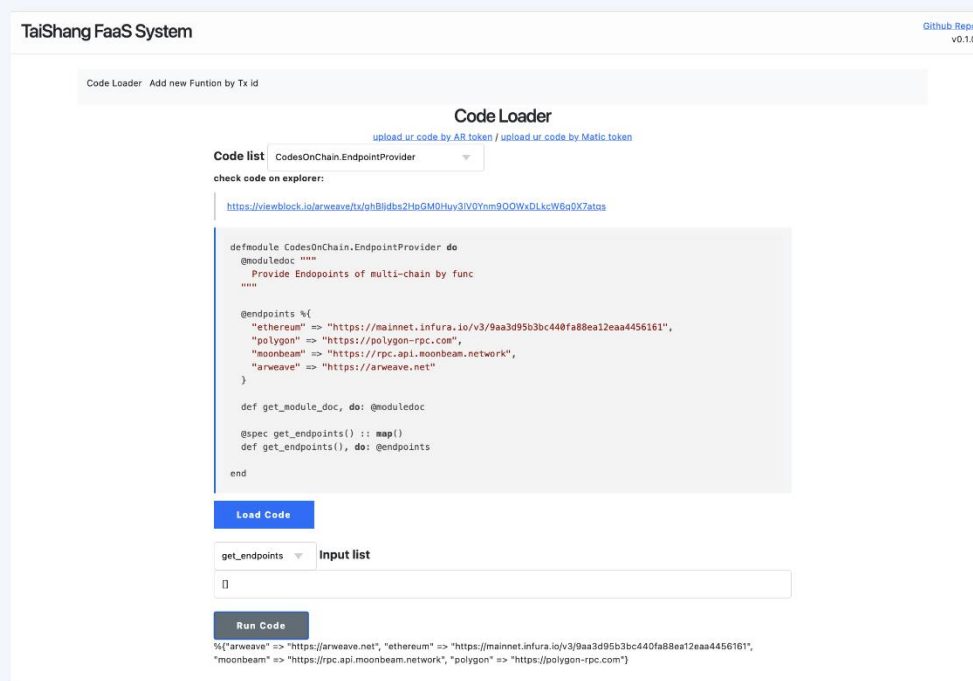 TaiShang FaaS System
Github Repo
v0.1.0
Code Loader Add new Funtion by Tx id
Code Loader
upload ur code by AR token / upload ur code by Matic token
Code list CodesOnChain.EndpointProvider
check code on explorer:
https://viewblock.io/arweave/tx/ghBljdbs2HpGM0Huy3lV0Ynm9OOWxDLkcW6q0X7atqs
defmodule CodesOnChain.EndpointProvider do
@moduledoc """
Provide Endopoints of multi-chain by func
"""
@endpoints %{
"ethereum" => "https://mainnet.infura.io/v3/9aa3d95b3bc440fa88ea12eaa4456161",
"polygon" => "https://polygon-rpc.com",
"moonbeam" => "https://rpc.api.moonbeam.network",
"arweave" => "https://arweave.net"
}
def get_module_doc, do: @moduledoc
@spec get_endpoints() :: map()
def get_endpoints(), do: @endpoints
end
Load Code
get_endpoints Input list
[]
Run Code
%{"arweave" => "https://arweave.net", "ethereum" => "https://mainnet.infura.io/v3/9aa3d95b3bc440fa88ea12eaa4456161",
"moonbeam" => "https://rpc.api.moonbeam.network", "polygon" => "https://polygon-rpc.com"}